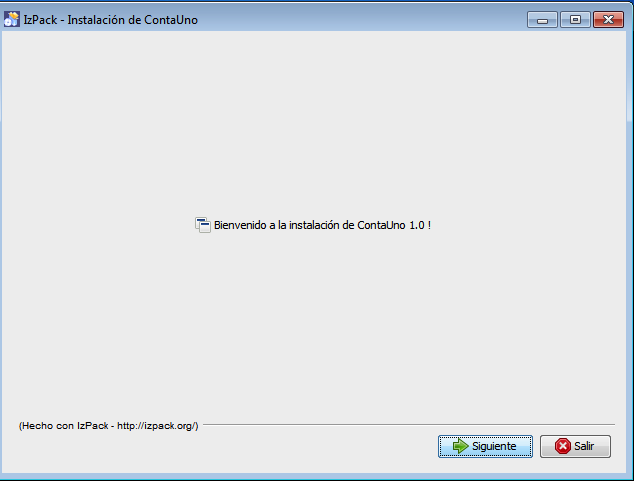 IzPack - Instalación de ContaUno
Bienvenido a la instalación de ContaUno 1.0 !
(Hecho con IzPack - http://izpack.org/)
Siguiente
Salir